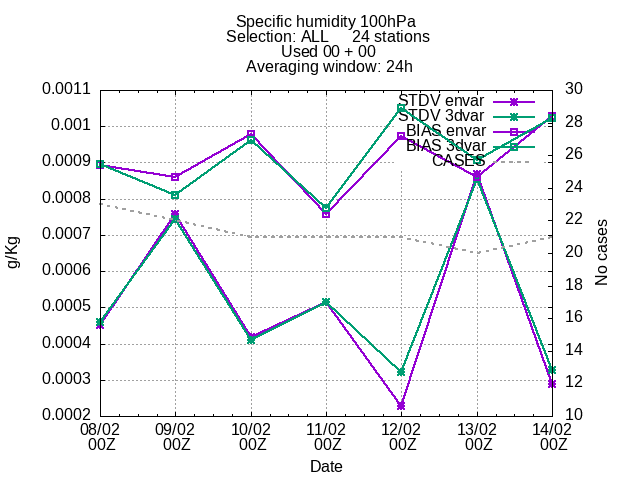 Specific humidity 100hPa
Selection: ALL 24 stations
Used 00 + 00
Averaging window: 24h
STDV envar
STDV 3dvar
BIAS envar
BIAS 3dvar
CASES
0.0011
0.001
0.0009
0.0008
0.0007
0.0006
0.0005
0.0004
0.0003
0.0002
g/Kg
30
28
26
24
22
20
18
16
14
12
10
No cases
08/02 09/02 10/02 11/02 12/02 13/02 14/02
00Z 00Z 00Z 00Z 00Z 00Z 00Z
Date